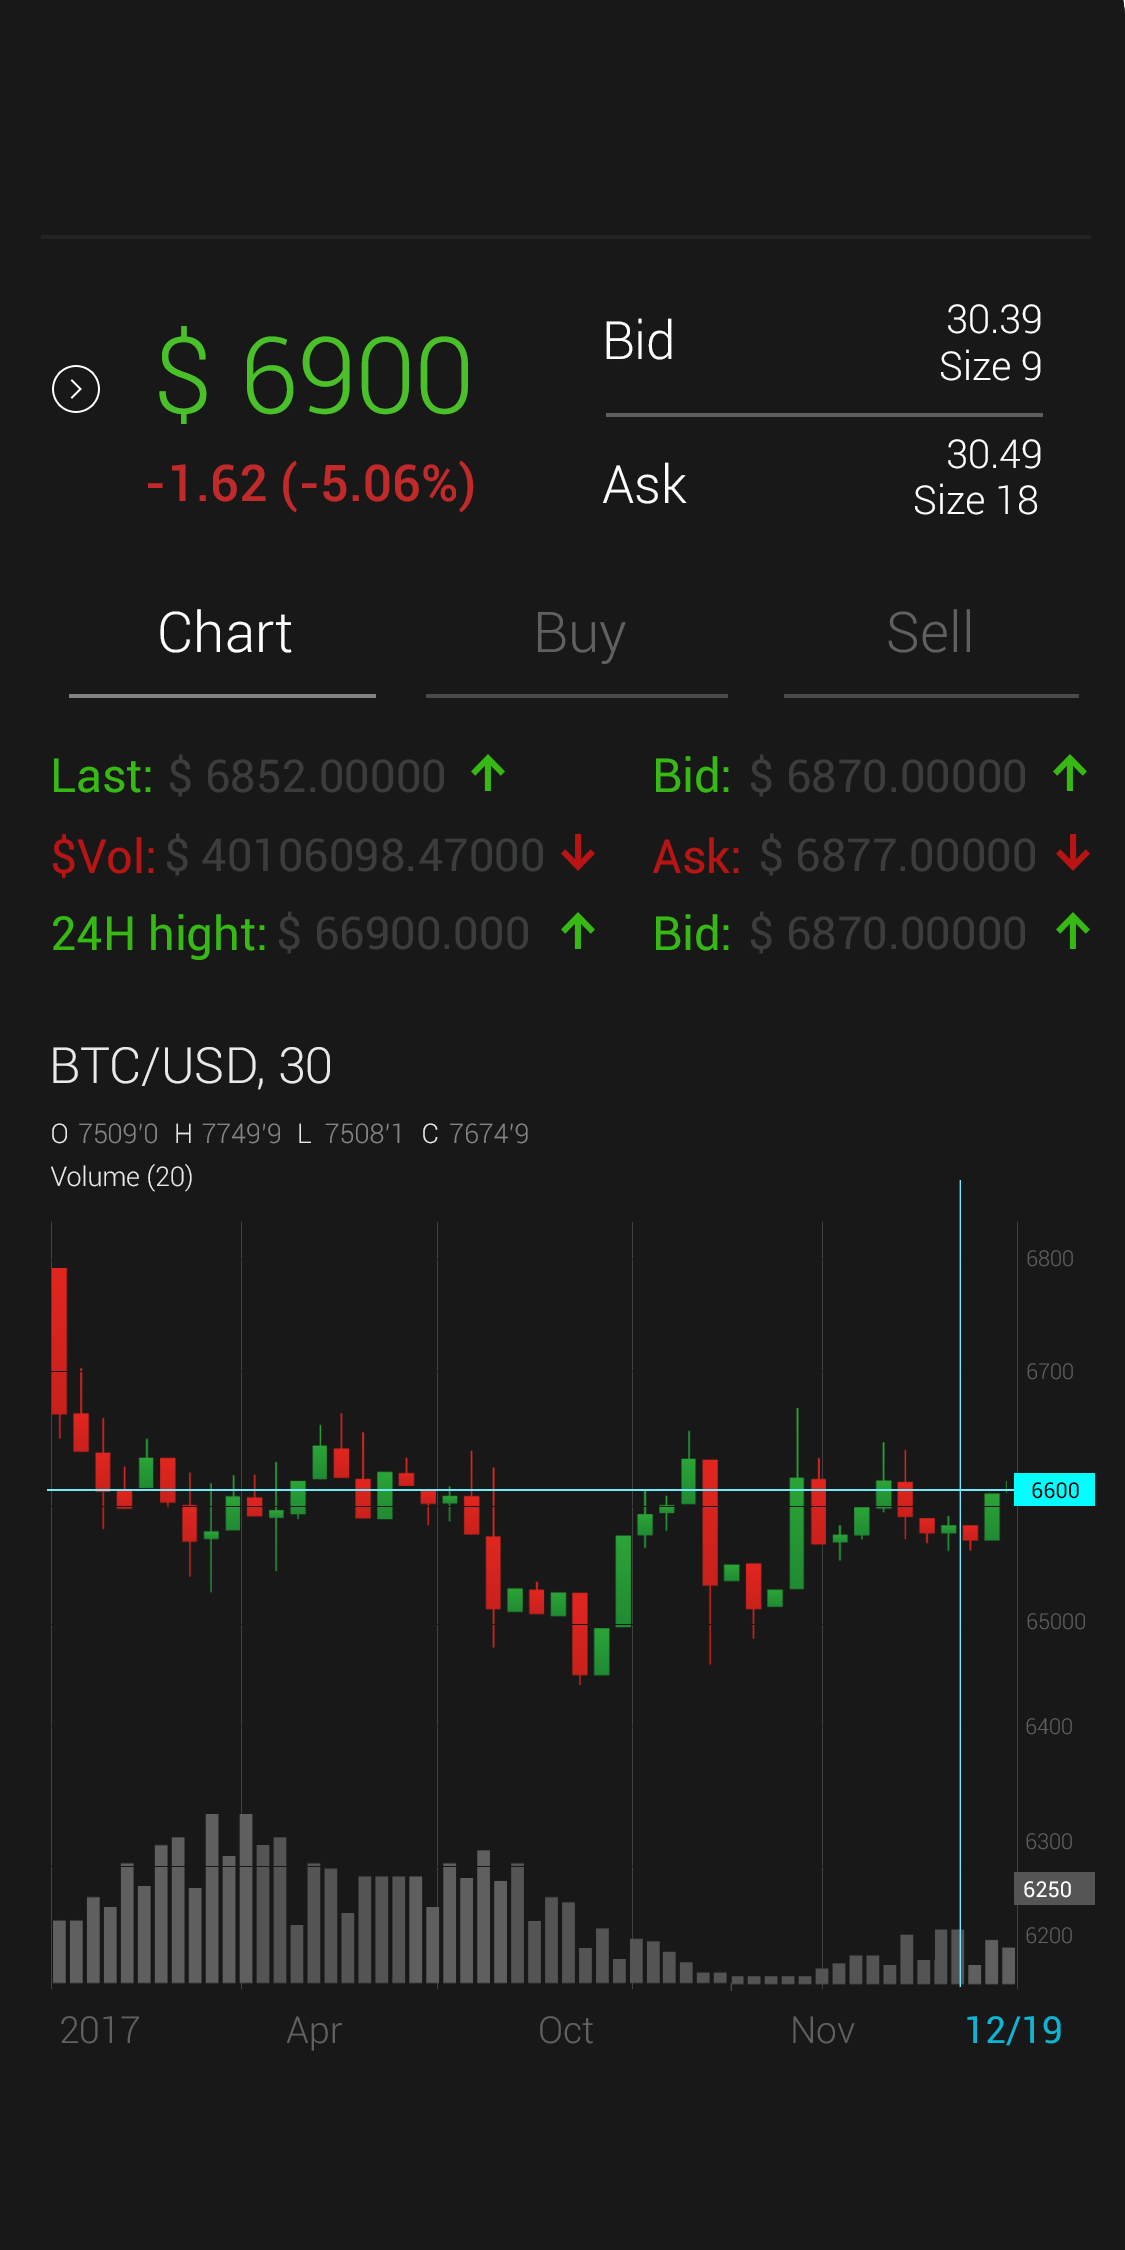 $ 6900
-1.62 (-5.06%)
Bid
30.39
Size 9
Ask
30.49
Size 18
Chart
Buy
Sell
Last: $ 6852.00000
Bid: $ 6870.00000
$Vol: $ 40106098.47000
Ask: $ 6877.00000
24H hight: $ 66900.000
Bid: $ 6870.00000
BTC/USD, 30
O 7509'0 H 7749'9 L 7508'1 C 7674'9
Volume (20)
6800
6700
6600
65000
6400
6300
6250
6200
2017 Apr Oct Nov 12/19